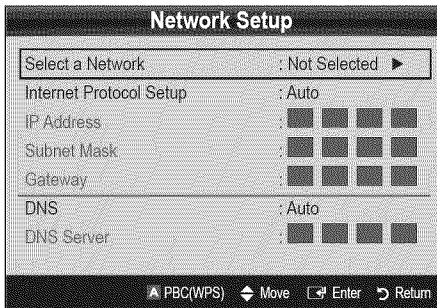 Network Setup
Select a Network : Not Selected ►
Internet Protocol Setup : Auto
IP Address :
Subnet Mask :
Gateway :
DNS : Auto
DNS Server :
A PBC(WPS) Move Enter Return